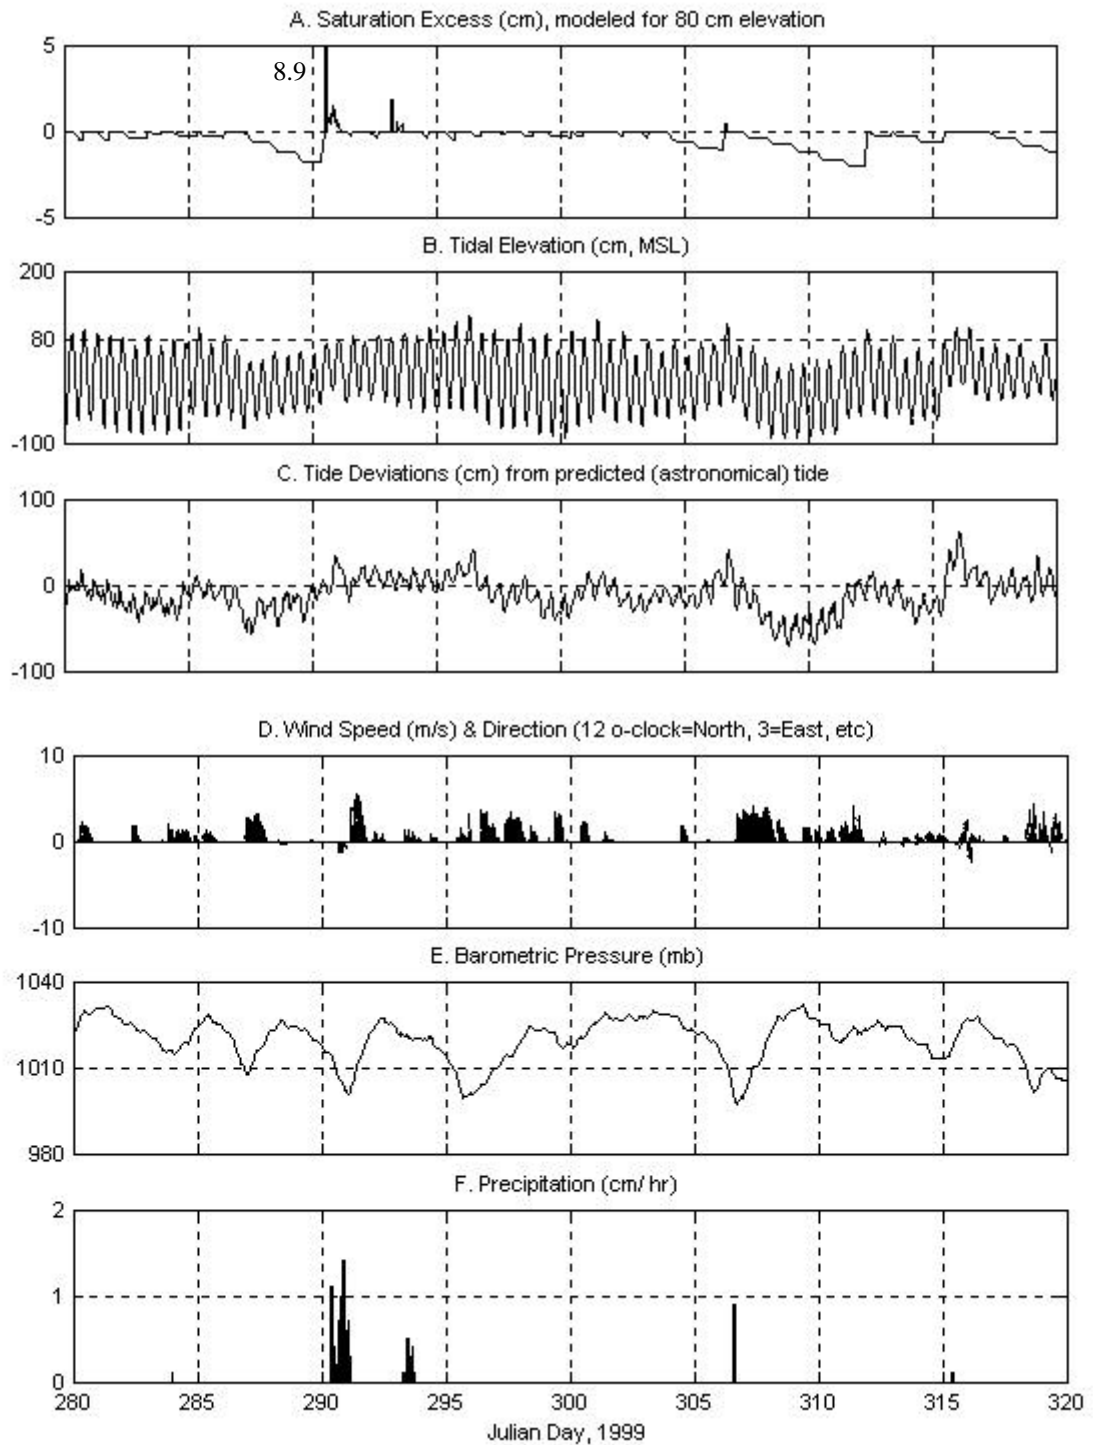 A. Saturation Excess (cm), modeled for 80 cm elevation
5
8.9
0
-5
B. Tidal Elevation (cm, MSL)
200
80
-100
C. Tide Deviations (cm) from predicted (astronomical) tide
100
0
-100
D. Wind Speed (m/s) & Direction (12 o-clock=North, 3=East, etc)
10
0
-10
E. Barometric Pressure (mb)
1040
1010
980
F. Precipitation (cm/ hr)
2
1
0
280 285 290 295 300 305 310 315 320
Julian Day, 1999